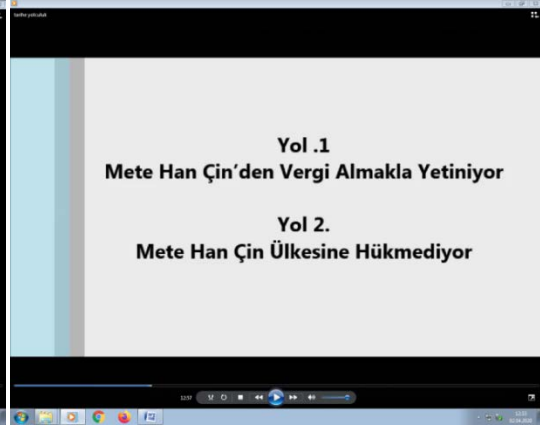 tarihe yolculuk
Yol .1
Mete Han Çin’den Vergi Almakla Yetiniyor
Yol 2.
Mete Han Çin Ülkesine Hükmediyor
12:57